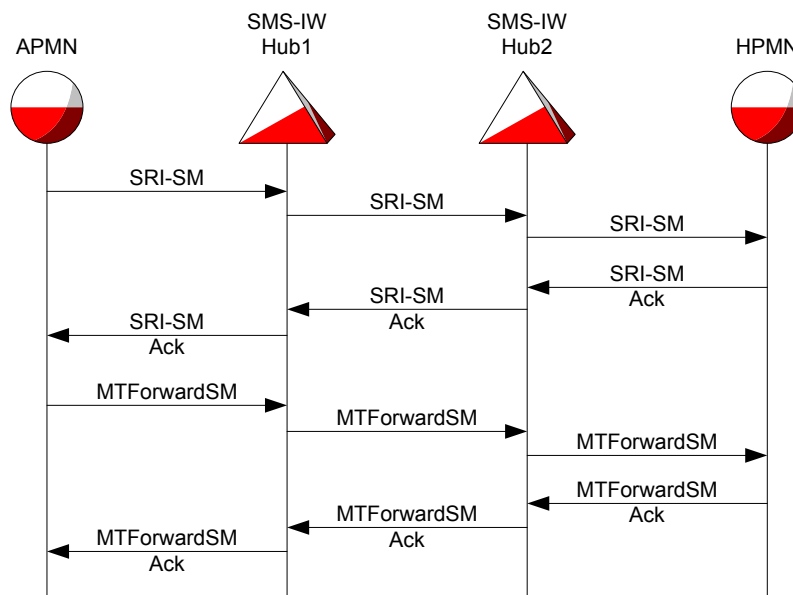 APMN
SMS-IW
Hub1
SMS-IW
Hub2
HPMN
SRI-SM
SRI-SM
SRI-SM
SRI-SM
Ack
SRI-SM
Ack
SRI-SM
Ack
MTForwardSM
MTForwardSM
MTForwardSM
MTForwardSM
Ack
MTForwardSM
Ack
MTForwardSM
Ack